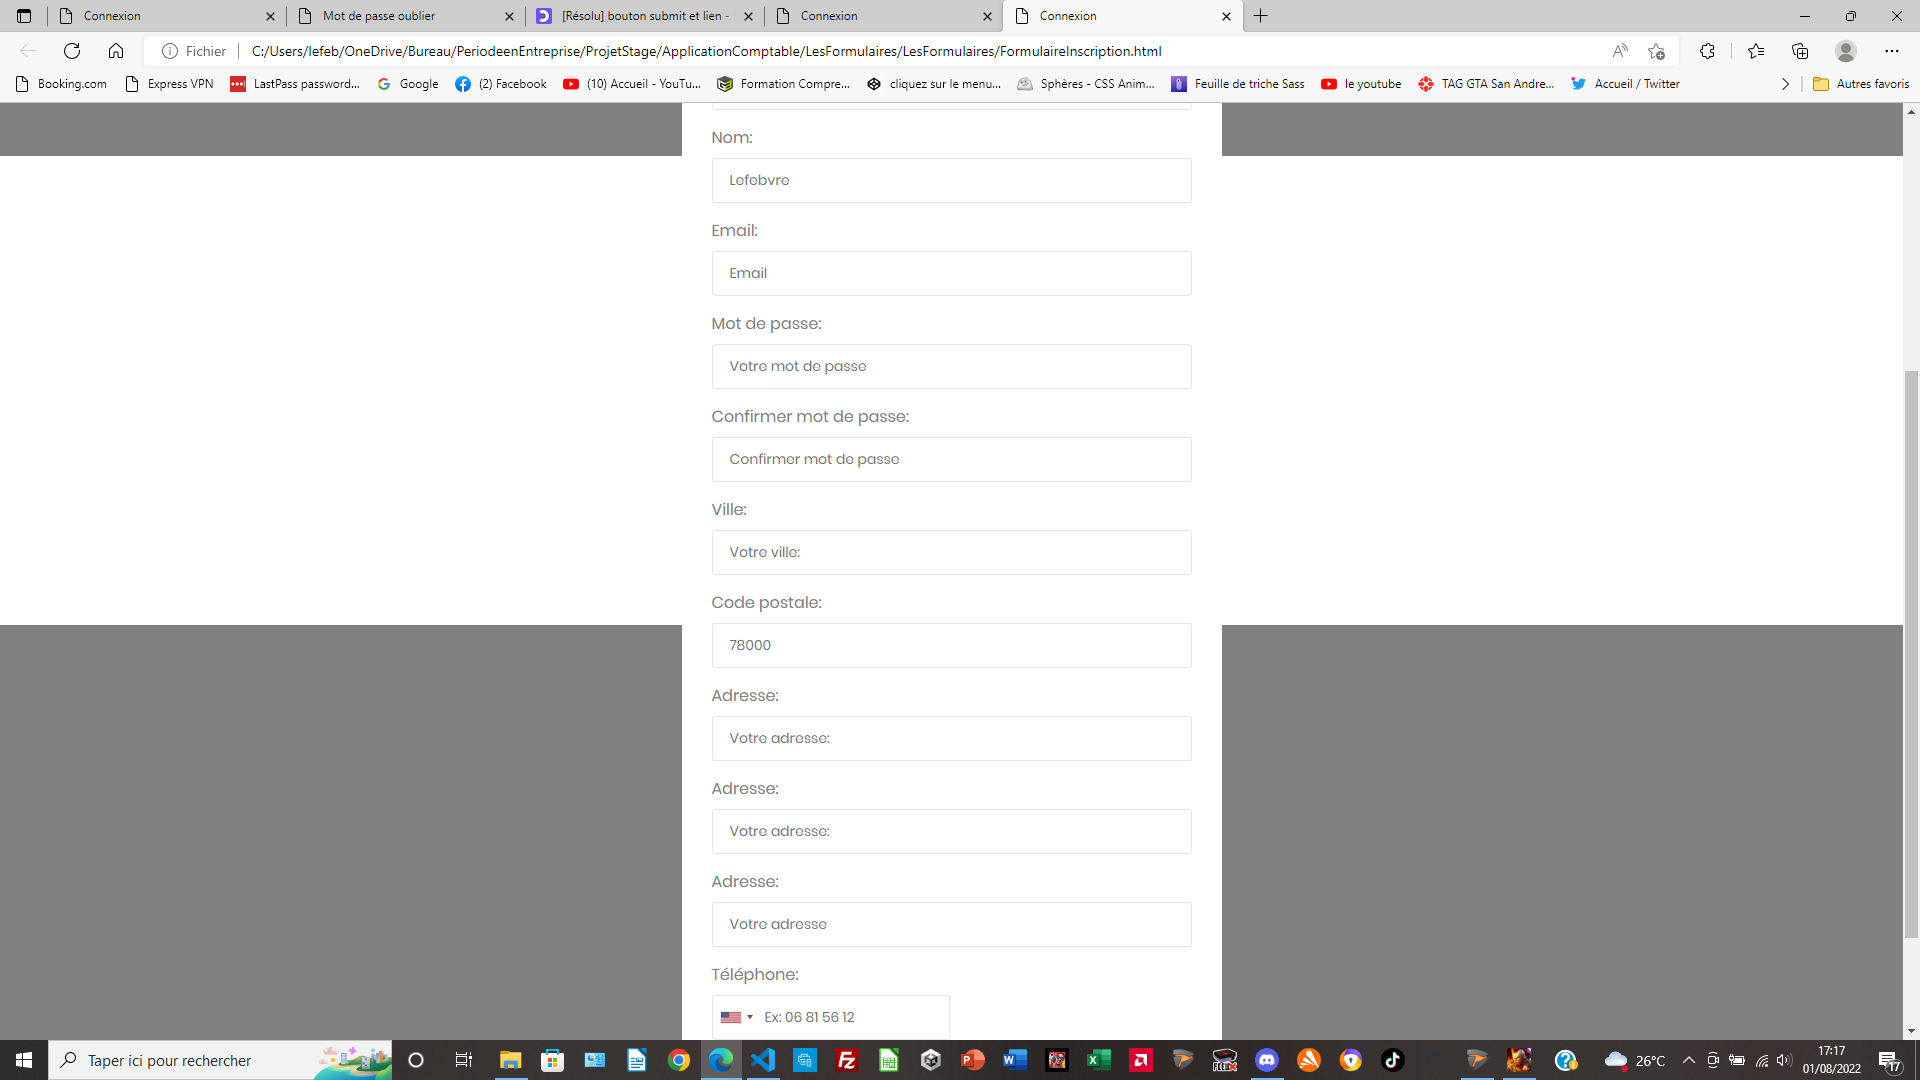 Connexion
Mot de passe oublier
[Résolu] bouton submit et lien -
Connexion
Connexion
Fichier
C:/Users/lefeb/OneDrive/Bureau/PeriodeenEntreprise/ProjetStage/ApplicationComptable/LesFormulaires/LesFormulaires/FormulaireInscription.html
Booking.com
Express VPN
LastPass password...
Google
(2) Facebook
(10) Accueil - YouTu...
Formation Compre...
cliquez sur le menu...
Sphères - CSS Anim...
Feuille de triche Sass
le youtube
TAG GTA San Andre...
Accueil / Twitter
Autres favoris
Nom:
Lefebvre
Email:
Email
Mot de passe:
Votre mot de passe
Confirmer mot de passe:
Confirmer mot de passe
Ville:
Votre ville:
Code postale:
78000
Adresse:
Votre adresse:
Adresse:
Votre adresse:
Adresse:
Votre adresse
Téléphone:
Ex: 06 81 56 12
Taper ici pour rechercher
26°C
17:17
01/08/2022
17